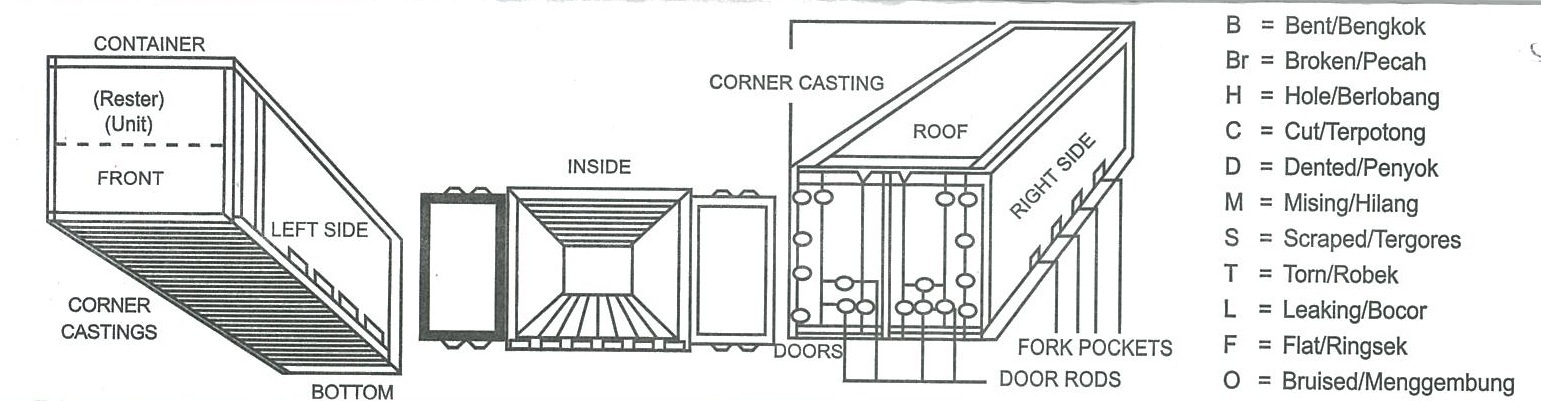 CONTAINER
(Rester)
(Unit)
FRONT
LEFT SIDE
CORNER
CASTINGS
BOTTOM
INSIDE
DOORS
CORNER CASTING
ROOF
RIGHT SIDE
FORK POCKETS
DOOR RODS
B = Bent/Bengkok
Br = Broken/Pecah
H = Hole/Berlobang
C = Cut/Terpotong
D = Dented/Penyok
M = Mising/Hilang
S = Scraped/Tergores
T = Torn/Robek
L = Leaking/Bocor
F = Flat/Ringsek
O = Bruised/Menggembung